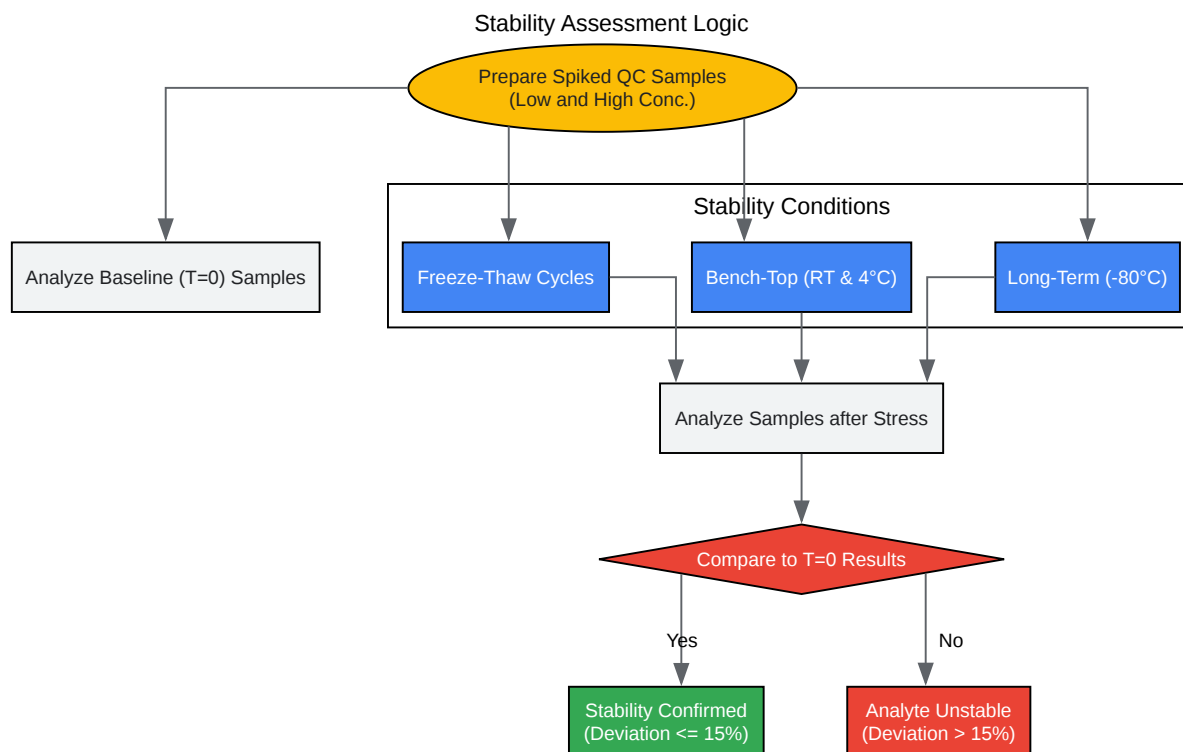 Stability Assessment Logic
Prepare Spiked QC Samples
(Low and High Conc.)
Stability Conditions
Analyze Baseline (T=0) Samples
Freeze-Thaw Cycles
Bench-Top (RT & 4°C)
Long-Term (-80°C)
Analyze Samples after Stress
Compare to T=0 Results
Yes
No
Stability Confirmed
(Deviation <= 15%)
Analyte Unstable
(Deviation > 15%)